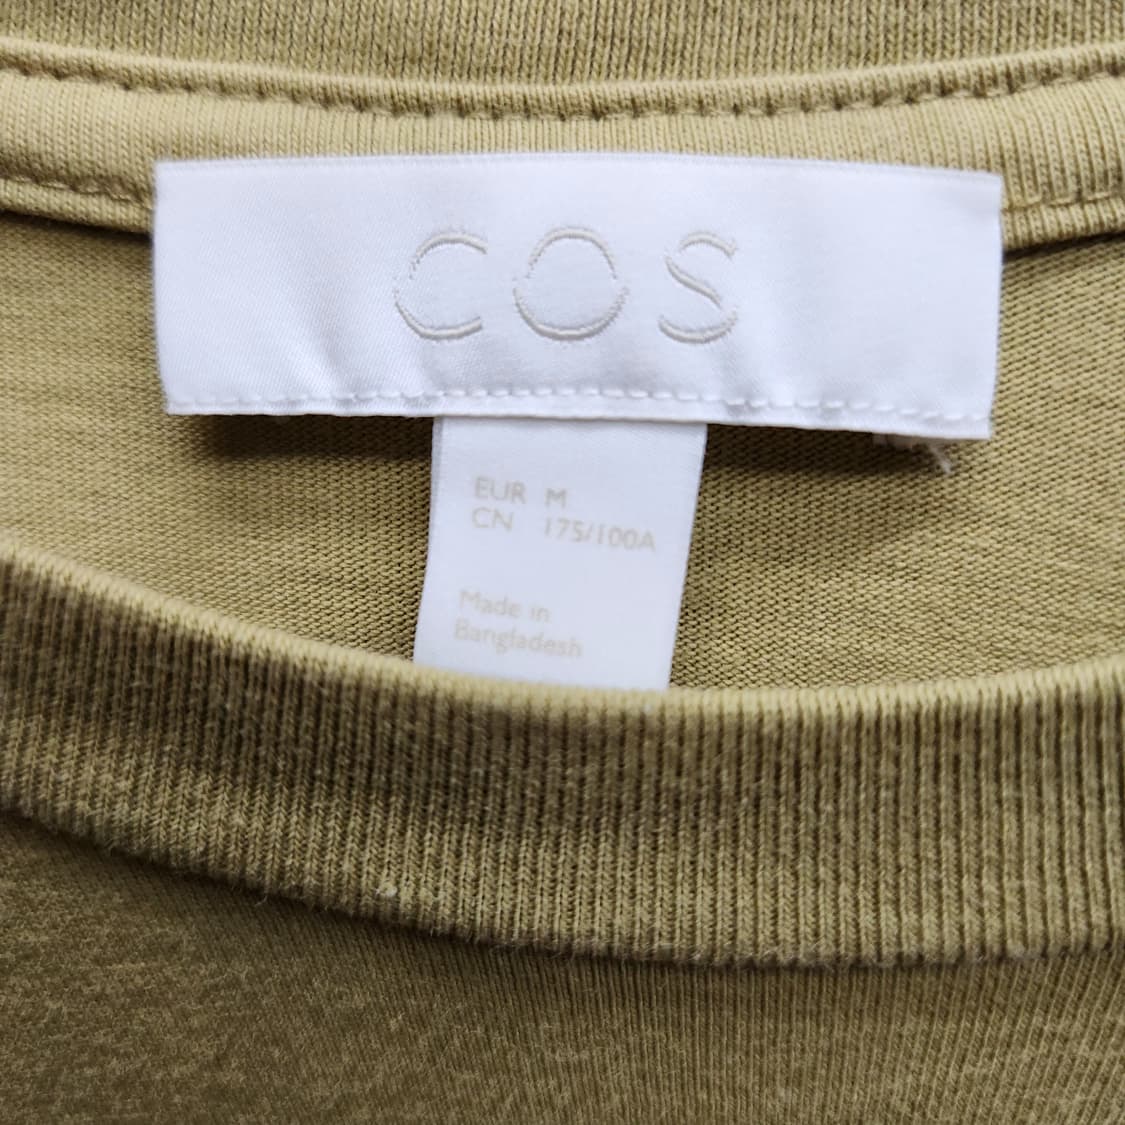 COS
EUR M
CN 175/100A
Made in
Bangladesh